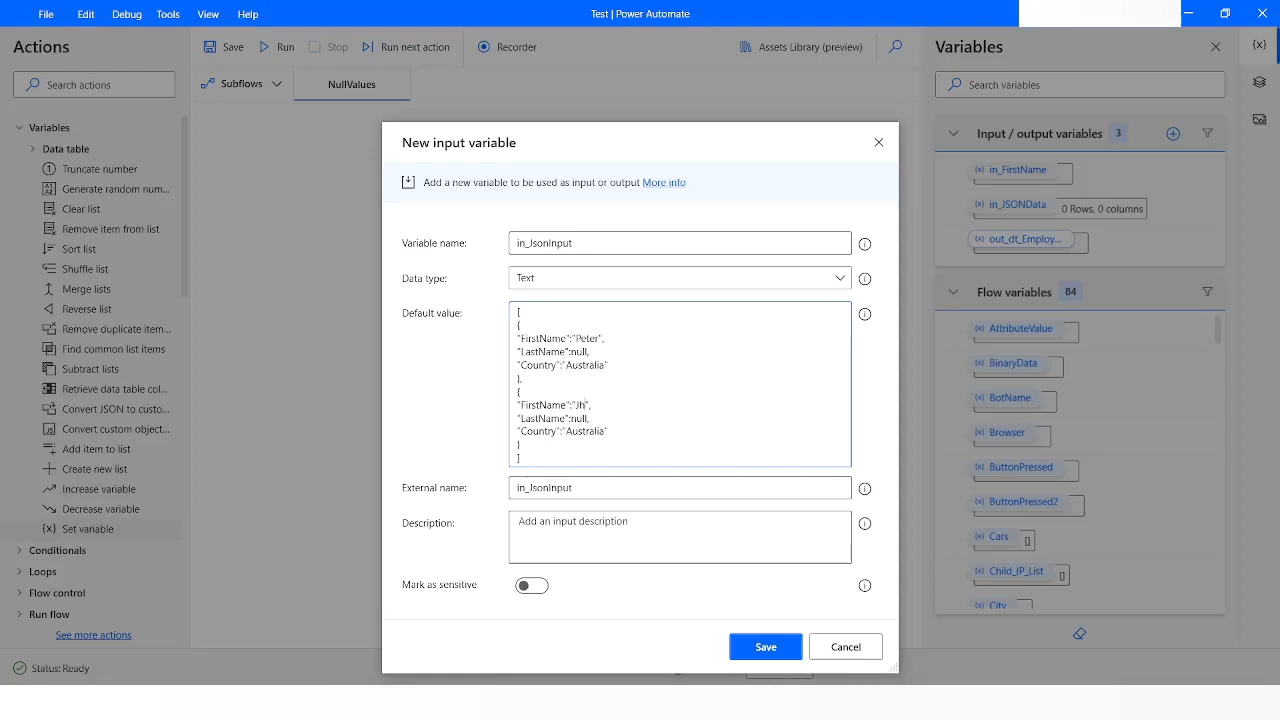 File Edit Debug Tools View Help
Test | Power Automate
Actions
Search actions
Variables
Data table
Truncate number
Generate random num...
Clear list
Remove item from list
Sort list
Shuffle list
Merge lists
Reverse list
Remove duplicate item...
Find common list items
Subtract lists
Retrieve data table col...
Convert JSON to custo...
Convert custom object...
Add item to list
Create new list
Increase variable
Decrease variable
{x} Set variable
Conditionals
Loops
Flow control
Run flow
See more actions
Status: Ready
Save Run Stop Run next action Recorder Assets Library (preview)
Subflows NullValues
New input variable
Add a new variable to be used as input or output More info
Variable name: in_JsonInput
Data type: Text
Default value:
[
{
"FirstName":"Peter",
"LastName":null,
"Country":"Australia"
},
{
"FirstName":"Jh",
"LastName":null,
"Country":"Australia"
}
]
External name: in_JsonInput
Description: Add an input description
Mark as sensitive
Save Cancel
Variables
{x}
Search variables
Input / output variables 3
{x} in_FirstName
{x} in_JSONData 0 Rows, 0 columns
{x} out_dt_Employ...
Flow variables 84
{x} AttributeValue
{x} BinaryData
{x} BotName
{x} Browser
{x} ButtonPressed
{x} ButtonPressed2
{x} Cars []
{x} Child_IP_List []
{x} City